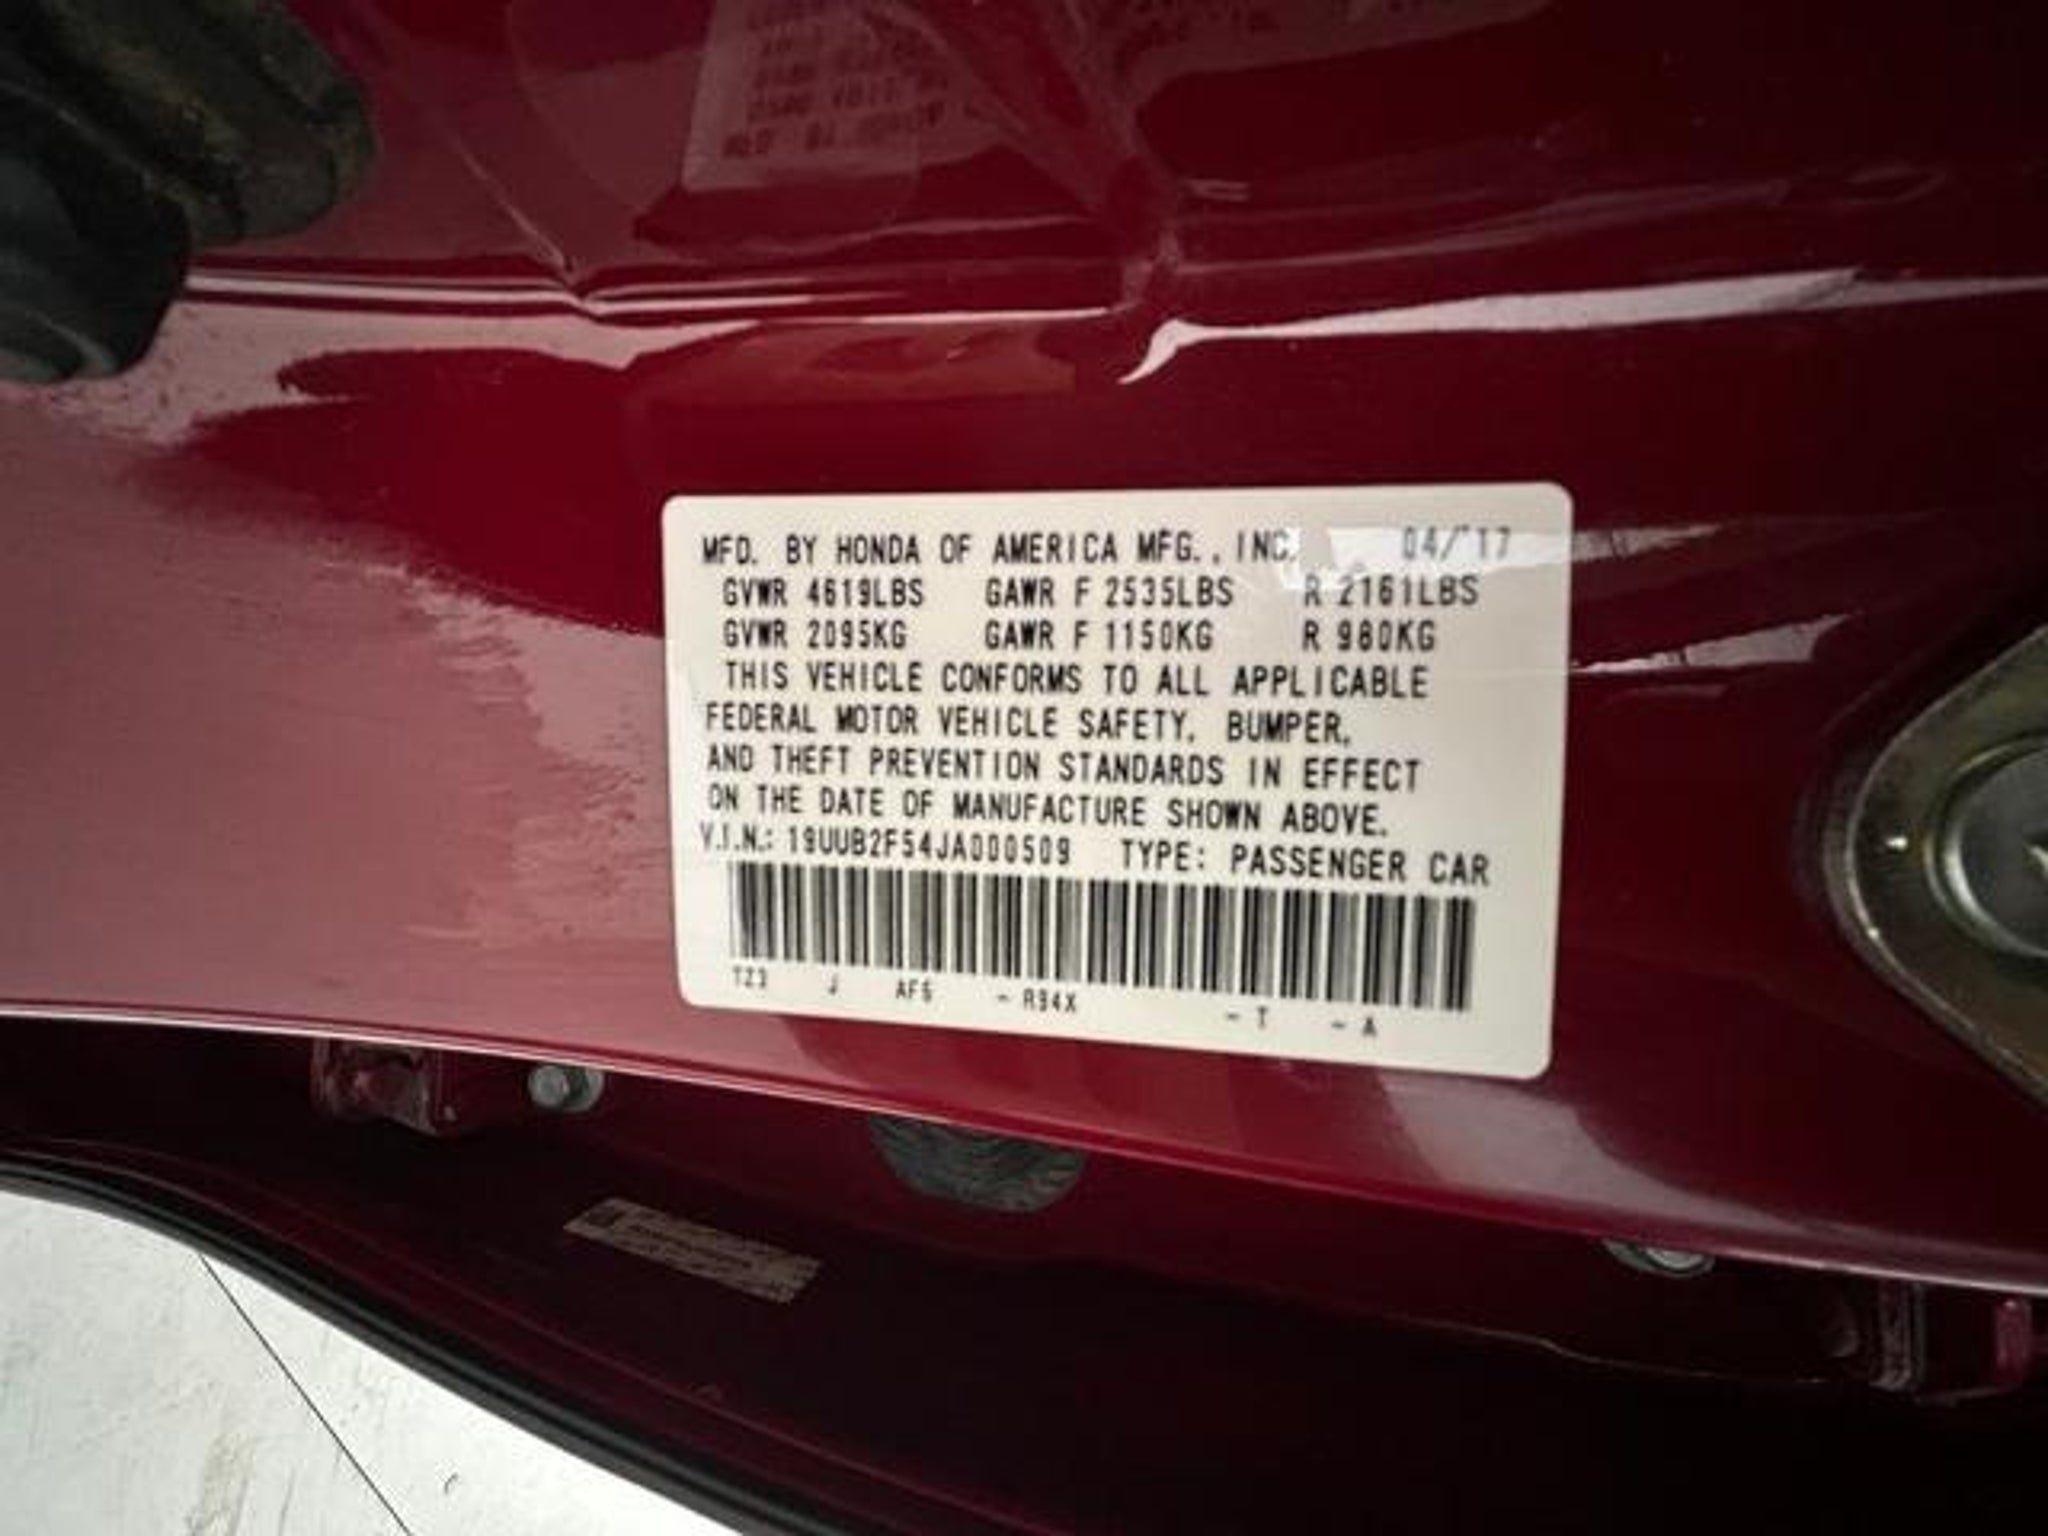 MFD. BY HONDA OF AMERICA MFG., INC. 04/'17
GVWR 4619LBS GAWR F 2535LBS R 2161LBS
GVWR 2095KG GAWR F 1150KG R 980KG
THIS VEHICLE CONFORMS TO ALL APPLICABLE
FEDERAL MOTOR VEHICLE SAFETY, BUMPER,
AND THEFT PREVENTION STANDARDS IN EFFECT
ON THE DATE OF MANUFACTURE SHOWN ABOVE.
V.I.N.: 19UUB2F54JA000509 TYPE: PASSENGER CAR
TZ3 J AF6 - R94X - T - A